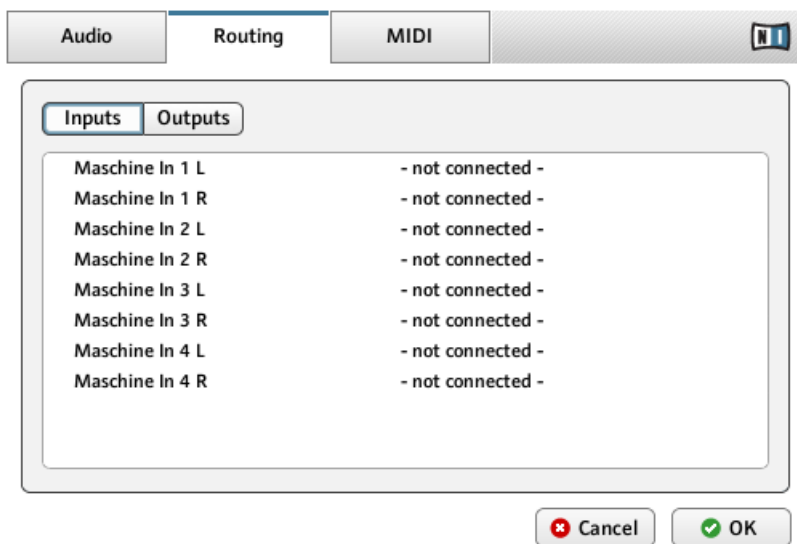 Audio Routing MIDI NI
Inputs Outputs
Maschine In 1 L - not connected -
Maschine In 1 R - not connected -
Maschine In 2 L - not connected -
Maschine In 2 R - not connected -
Maschine In 3 L - not connected -
Maschine In 3 R - not connected -
Maschine In 4 L - not connected -
Maschine In 4 R - not connected -
Cancel OK